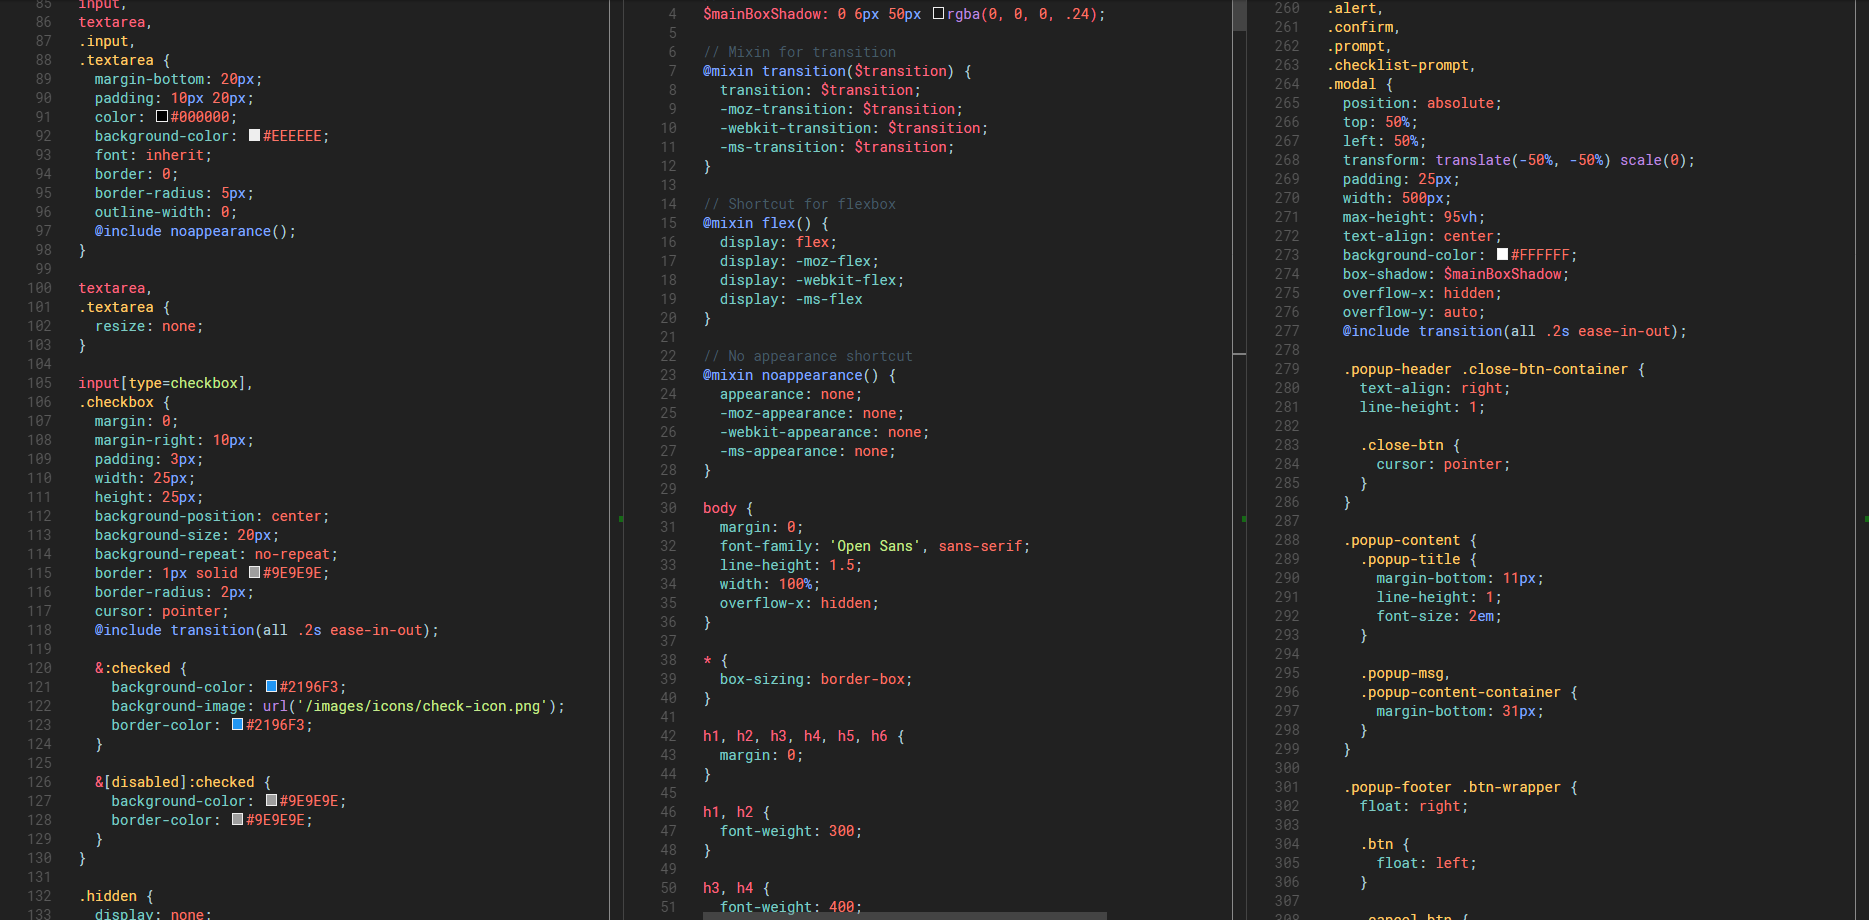 85 input,
86 textarea,
87 .input,
88 .textarea {
89 margin-bottom: 20px;
90 padding: 10px 20px;
91 color: #000000;
92 background-color: #EEEEEE;
93 font: inherit;
94 border: 0;
95 border-radius: 5px;
96 outline-width: 0;
97 @include noappearance();
98 }
99
100 textarea,
101 .textarea {
102 resize: none;
103 }
104
105 input[type=checkbox],
106 .checkbox {
107 margin: 0;
108 margin-right: 10px;
109 padding: 3px;
110 width: 25px;
111 height: 25px;
112 background-position: center;
113 background-size: 20px;
114 background-repeat: no-repeat;
115 border: 1px solid #9E9E9E;
116 border-radius: 2px;
117 cursor: pointer;
118 @include transition(all .2s ease-in-out);
119
120 &:checked {
121 background-color: #2196F3;
122 background-image: url('/images/icons/check-icon.png');
123 border-color: #2196F3;
124 }
125
126 &[disabled]:checked {
127 background-color: #9E9E9E;
128 border-color: #9E9E9E;
129 }
130 }
131
132 .hidden {
133 display: none;
4 $mainBoxShadow: 0 6px 50px rgba(0, 0, 0, .24);
5
6 // Mixin for transition
7 @mixin transition($transition) {
8 transition: $transition;
9 -moz-transition: $transition;
10 -webkit-transition: $transition;
11 -ms-transition: $transition;
12 }
13
14 // Shortcut for flexbox
15 @mixin flex() {
16 display: flex;
17 display: -moz-flex;
18 display: -webkit-flex;
19 display: -ms-flex
20 }
21
22 // No appearance shortcut
23 @mixin noappearance() {
24 appearance: none;
25 -moz-appearance: none;
26 -webkit-appearance: none;
27 -ms-appearance: none;
28 }
29
30 body {
31 margin: 0;
32 font-family: 'Open Sans', sans-serif;
33 line-height: 1.5;
34 width: 100%;
35 overflow-x: hidden;
36 }
37
38 * {
39 box-sizing: border-box;
40 }
41
42 h1, h2, h3, h4, h5, h6 {
43 margin: 0;
44 }
45
46 h1, h2 {
47 font-weight: 300;
48 }
49
50 h3, h4 {
51 font-weight: 400;
260 .alert,
261 .confirm,
262 .prompt,
263 .checklist-prompt,
264 .modal {
265 position: absolute;
266 top: 50%;
267 left: 50%;
268 transform: translate(-50%, -50%) scale(0);
269 padding: 25px;
270 width: 500px;
271 max-height: 95vh;
272 text-align: center;
273 background-color: #FFFFFF;
274 box-shadow: $mainBoxShadow;
275 overflow-x: hidden;
276 overflow-y: auto;
277 @include transition(all .2s ease-in-out);
278
279 .popup-header .close-btn-container {
280 text-align: right;
281 line-height: 1;
282
283 .close-btn {
284 cursor: pointer;
285 }
286 }
287
288 .popup-content {
289 .popup-title {
290 margin-bottom: 11px;
291 line-height: 1;
292 font-size: 2em;
293 }
294
295 .popup-msg,
296 .popup-content-container {
297 margin-bottom: 31px;
298 }
299 }
300
301 .popup-footer .btn-wrapper {
302 float: right;
303
304 .btn {
305 float: left;
306 }
307
308 .cancel-btn {